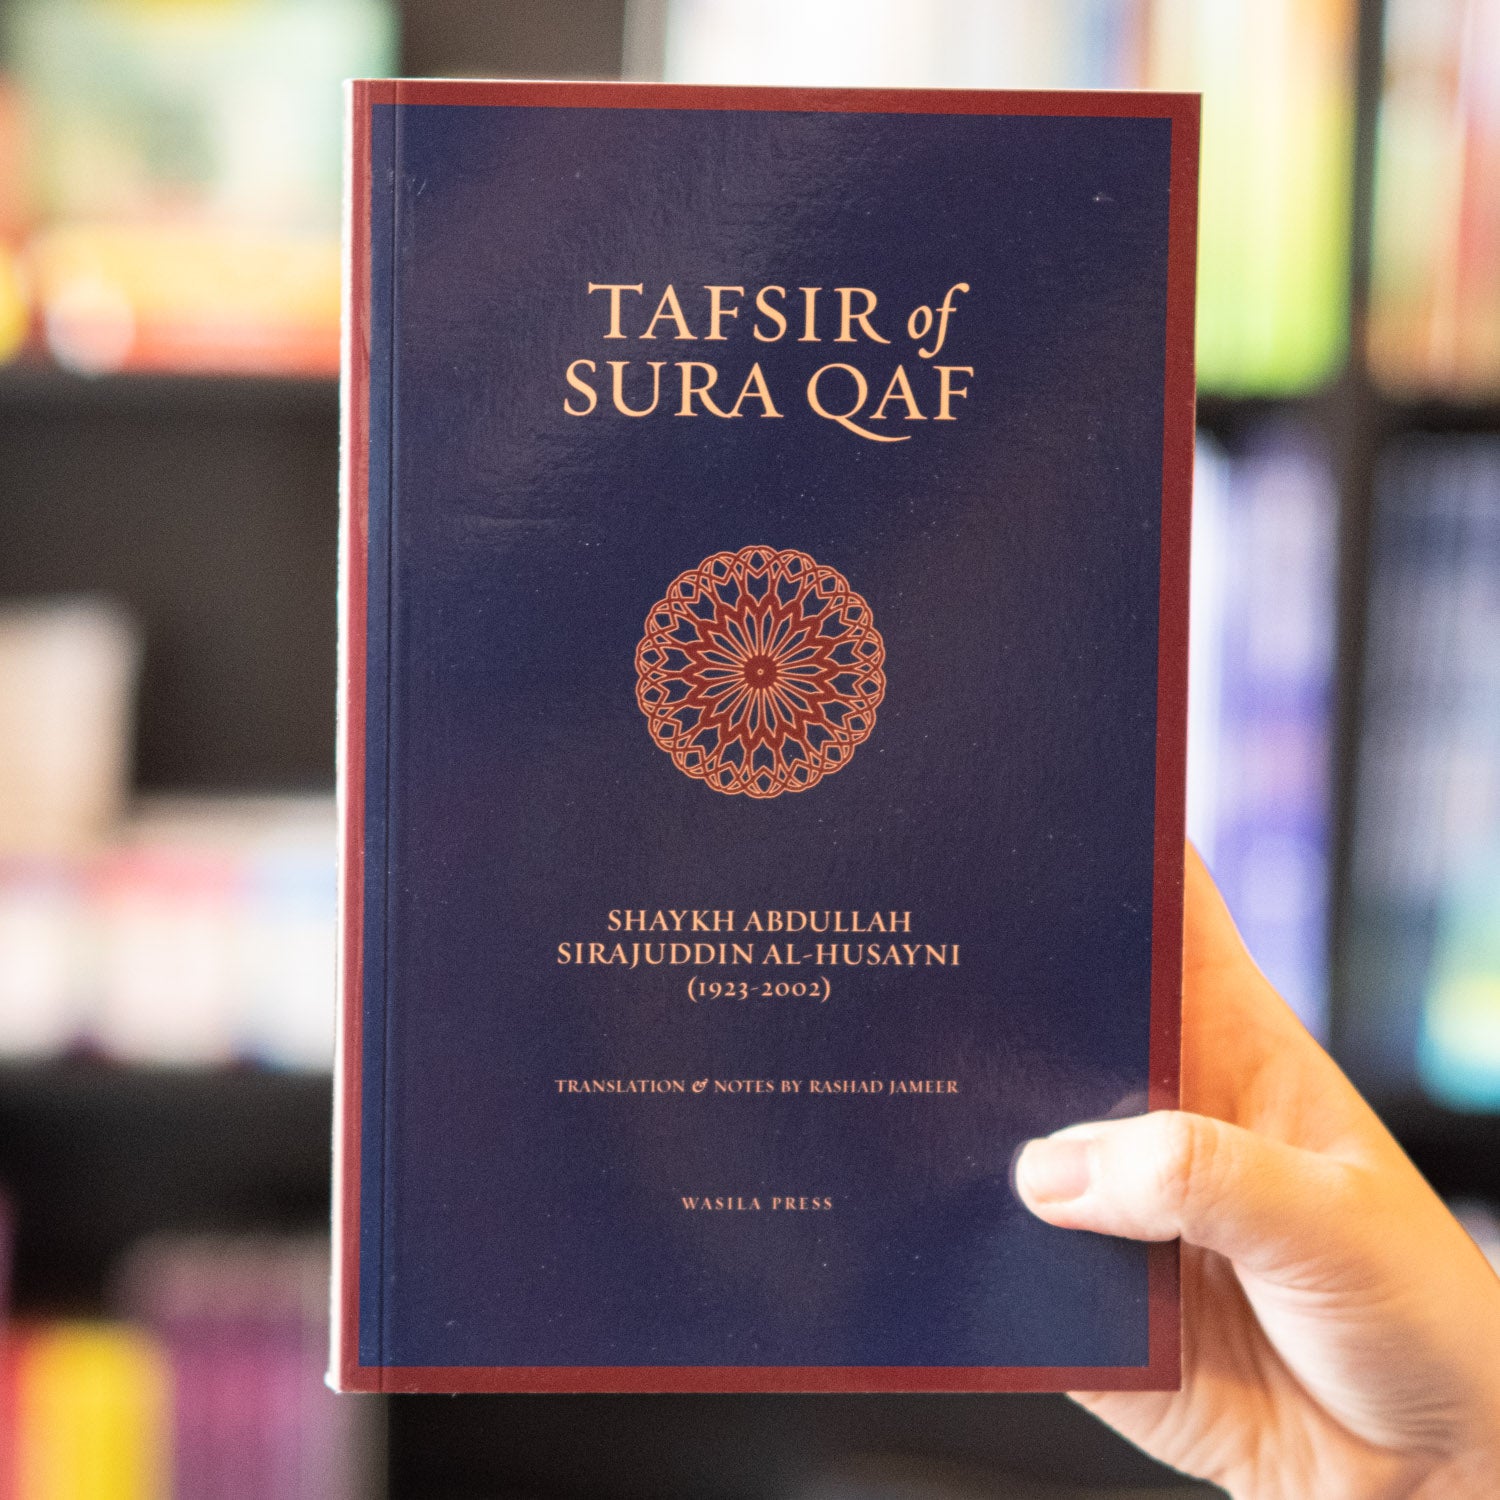 TAFSIR of
SURA QAF
SHAYKH ABDULLAH
SIRAJUDDIN AL-HUSAYNI
(1923-2002)
TRANSLATION & NOTES BY RASHAD JAMEER
WASILA PRESS